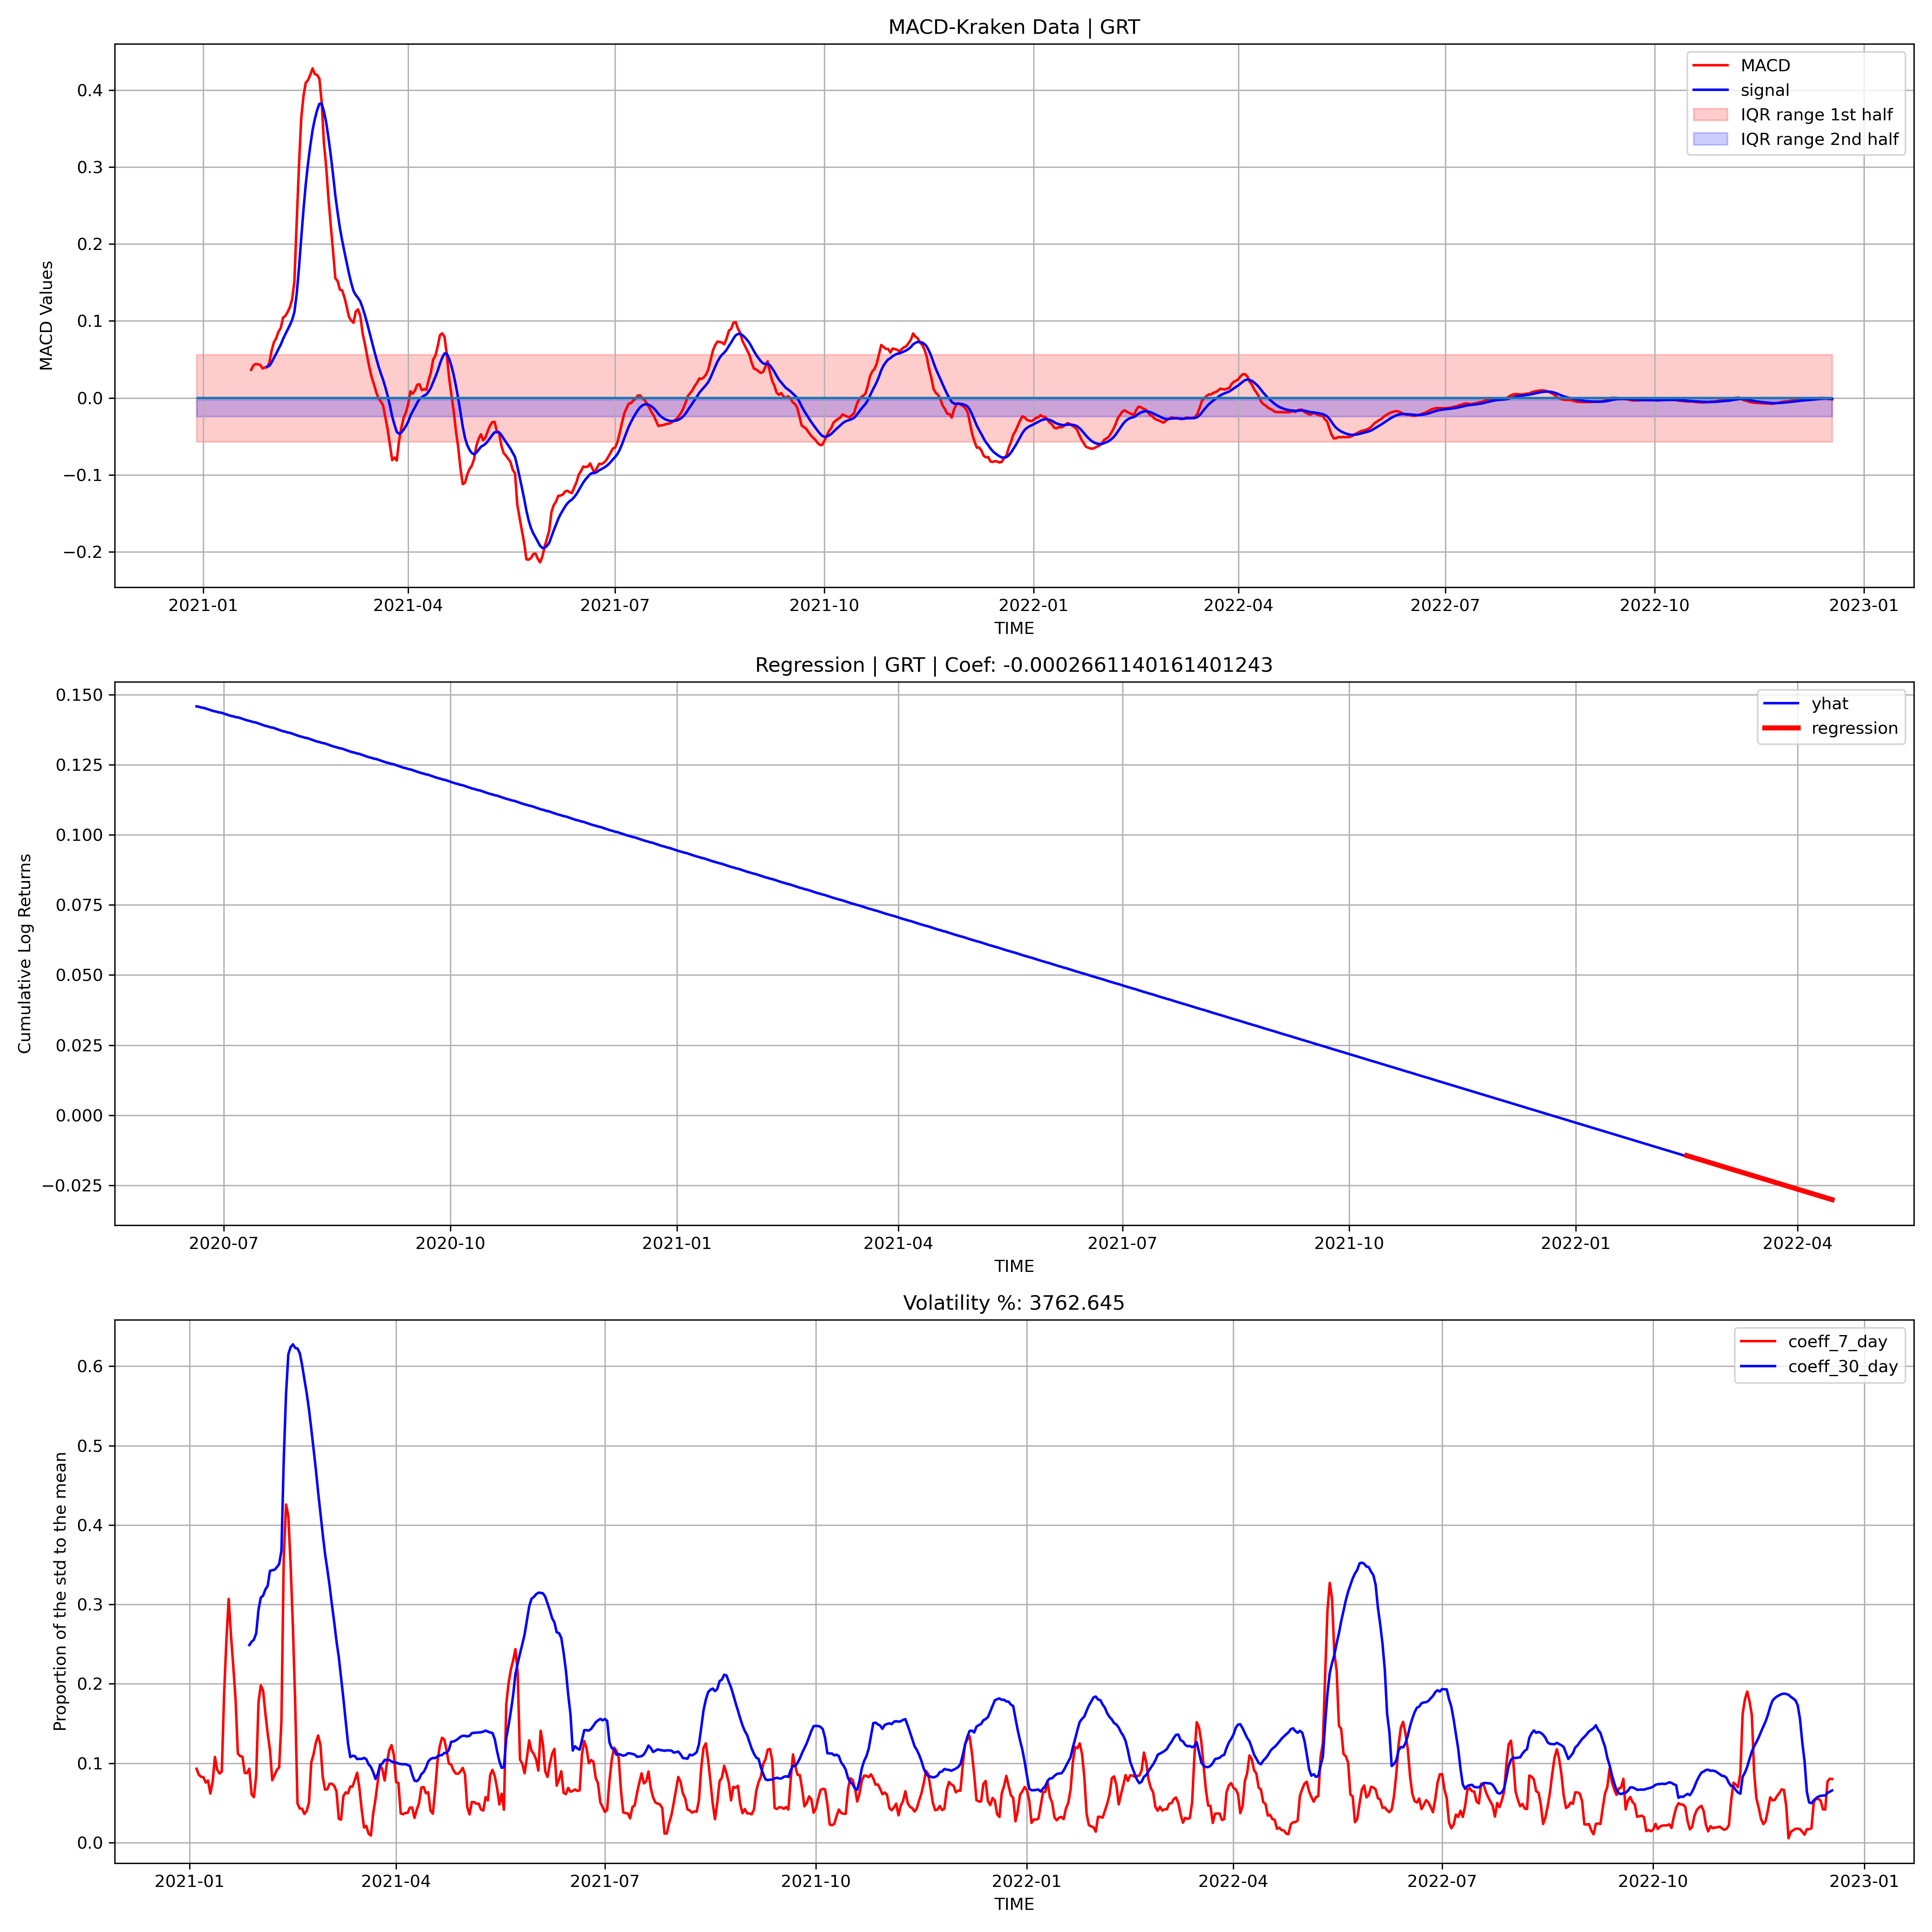 MACD-Kraken Data | GRT
MACD
signal
IQR range 1st half
IQR range 2nd half
MACD Values
0.4
0.3
0.2
0.1
0.0
−0.1
−0.2
2021-01 2021-04 2021-07 2021-10 2022-01 2022-04 2022-07 2022-10 2023-01
TIME
Regression | GRT | Coef: -0.0002661140161401243
yhat
regression
Cumulative Log Returns
0.150
0.125
0.100
0.075
0.050
0.025
0.000
−0.025
2020-07 2020-10 2021-01 2021-04 2021-07 2021-10 2022-01 2022-04
TIME
Volatility %: 3762.645
coeff_7_day
coeff_30_day
Proportion of the std to the mean
0.6
0.5
0.4
0.3
0.2
0.1
0.0
2021-01 2021-04 2021-07 2021-10 2022-01 2022-04 2022-07 2022-10 2023-01
TIME